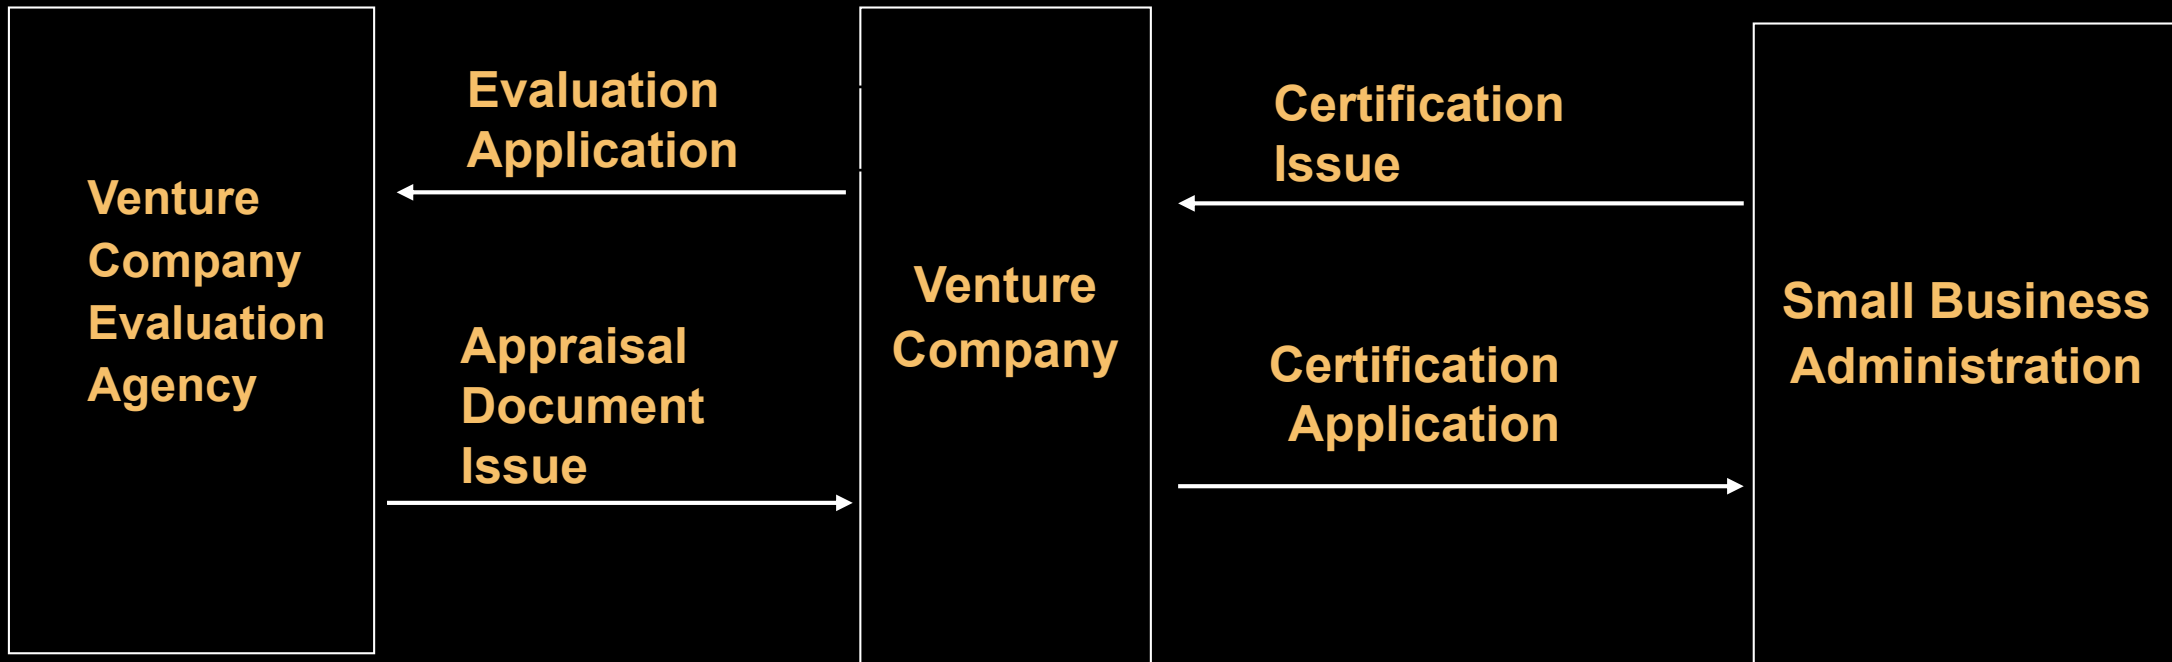 Venture
Company
Evaluation
Agency
Evaluation
Application
Appraisal
Document
Issue
Venture
Company
Certification
Issue
Certification
Application
Small Business
Administration